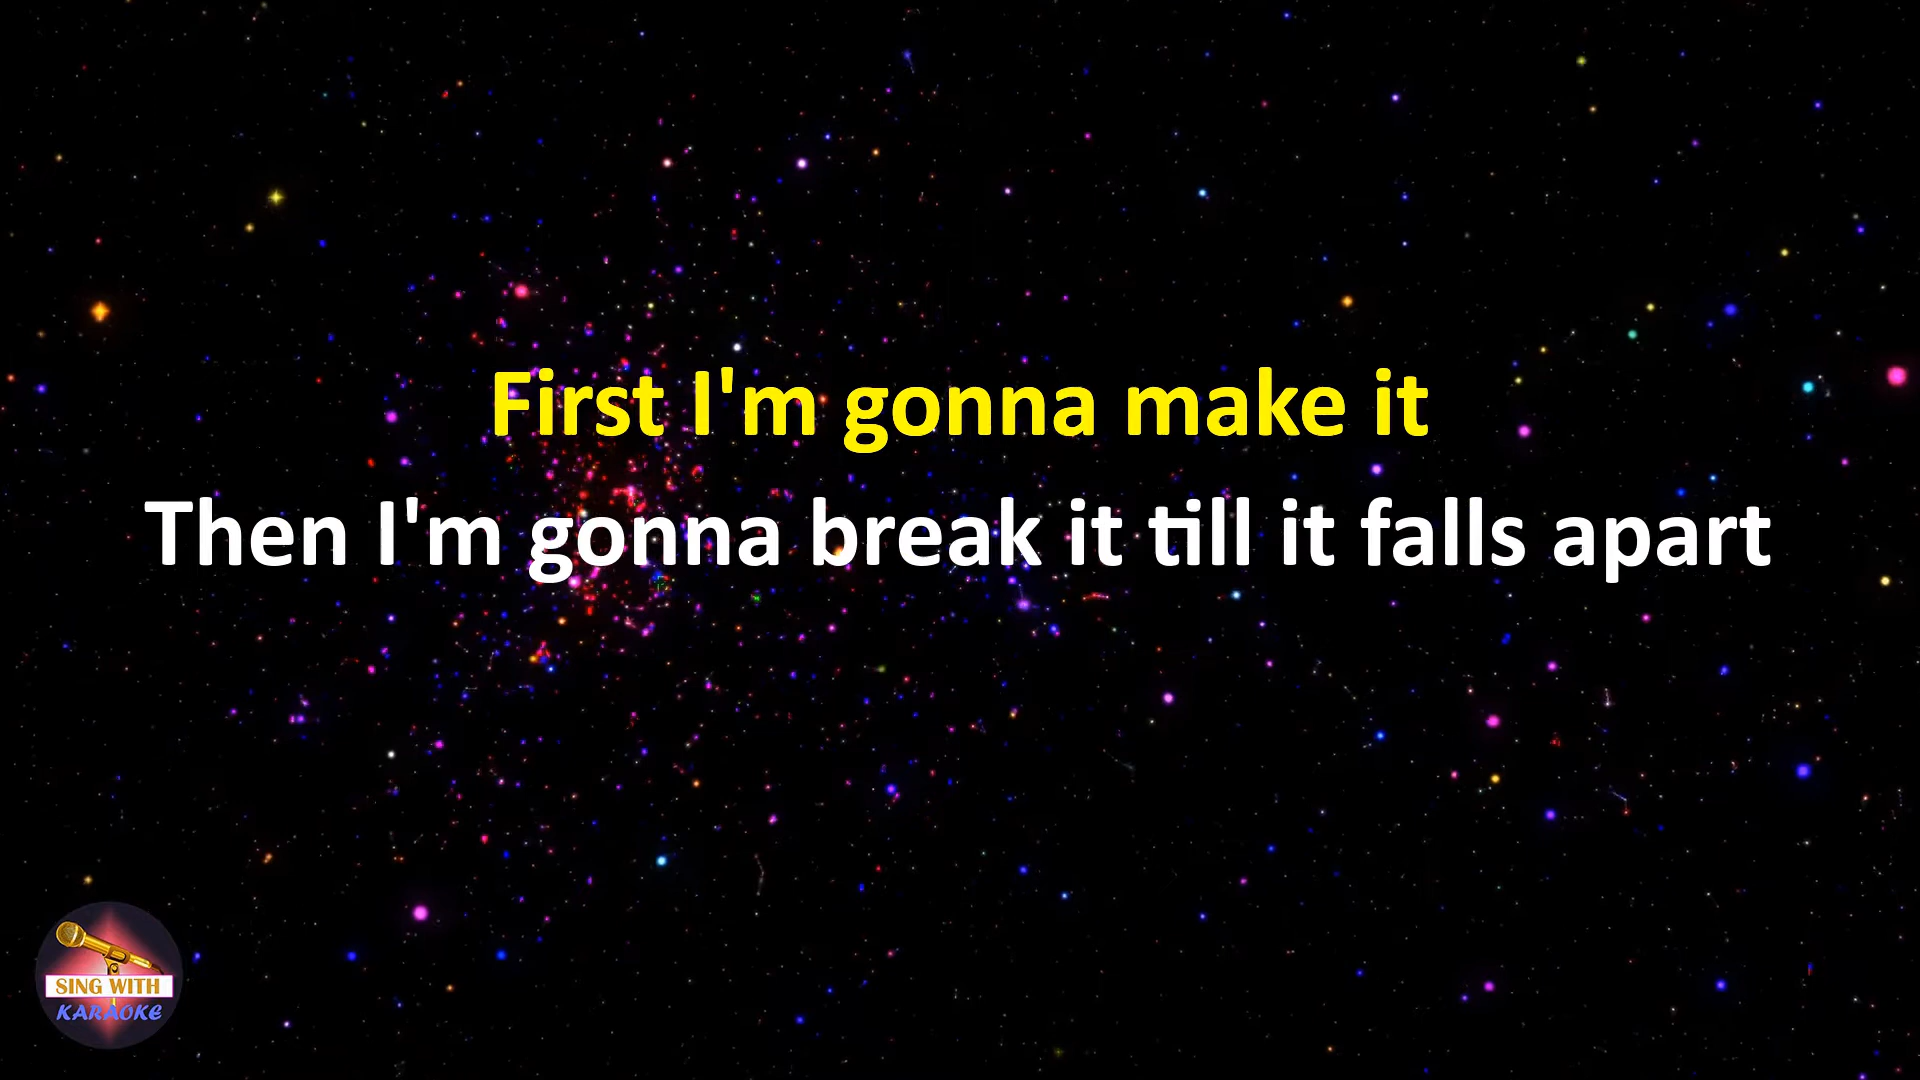 First I'm gonna make it
Then I'm gonna break it till it falls apart
SING WITH
KARAOKE